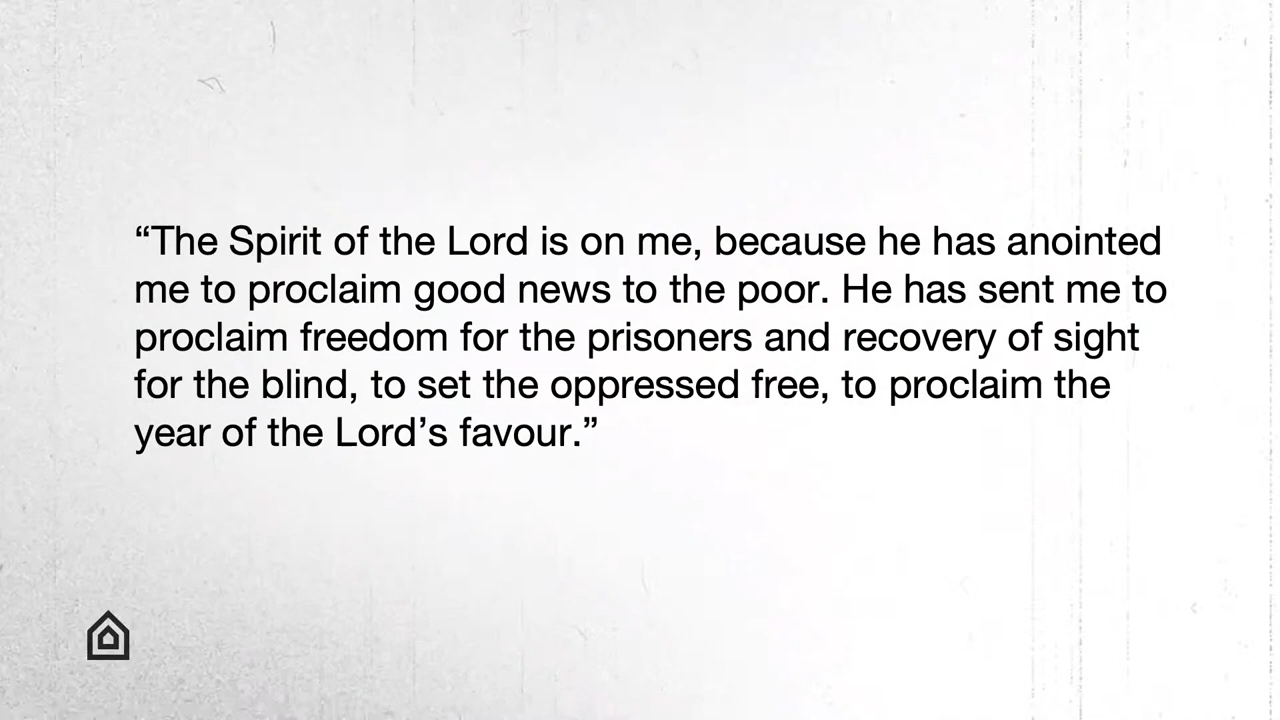 “The Spirit of the Lord is on me, because he has anointed
me to proclaim good news to the poor. He has sent me to
proclaim freedom for the prisoners and recovery of sight
for the blind, to set the oppressed free, to proclaim the
year of the Lord’s favour.”